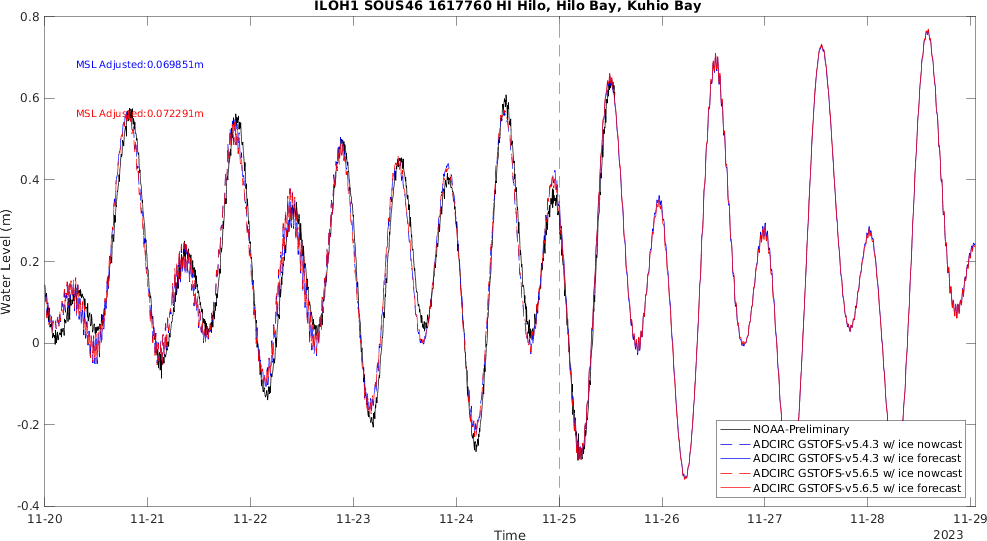 ILOH1 SOUS46 1617760 HI Hilo, Hilo Bay, Kuhio Bay
0.8
MSL Adjusted:0.069851m
0.6
MSL Adjusted:0.072291m
0.4
Water Level (m)
0.2
0
-0.2
NOAA-Preliminary
ADCIRC GSTOFS-v5.4.3 w/ ice nowcast
ADCIRC GSTOFS-v5.4.3 w/ ice forecast
ADCIRC GSTOFS-v5.6.5 w/ ice nowcast
ADCIRC GSTOFS-v5.6.5 w/ ice forecast
-0.4
11-20 11-21 11-22 11-23 11-24 11-25 11-26 11-27 11-28 11-29
Time
2023